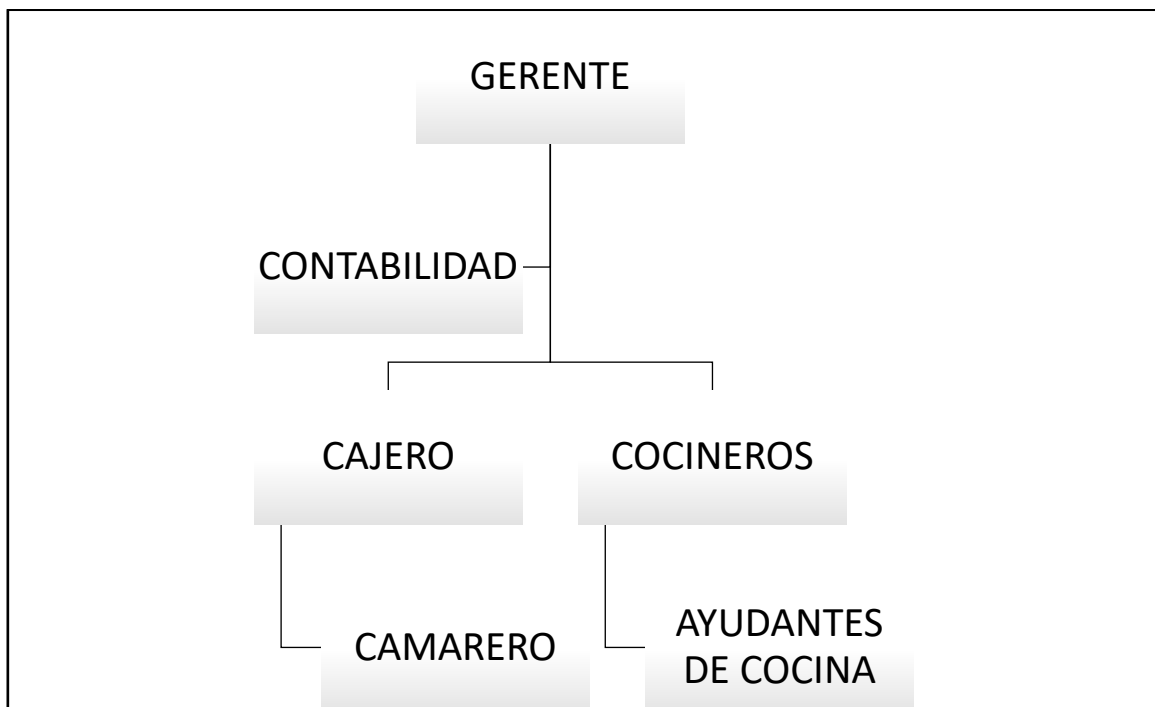 GERENTE
CONTABILIDAD
CAJERO
COCINEROS
CAMARERO
AYUDANTES
DE COCINA